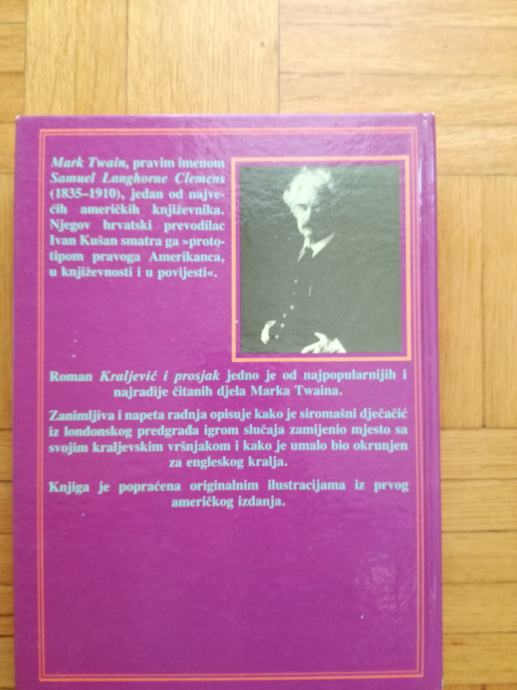 Mark Twain, pravim imenom
Samuel Langhorne Clemens
(1835–1910), jedan od najve-
ćih američkih književnika.
Njegov hrvatski prevodilac
Ivan Kušan smatra ga »proto-
tipom pravoga Amerikanca,
u književnosti i u povijesti«.
Roman Kraljević i prosjak jedno je od najpopularnijih i
najradije čitanih djela Marka Twaina.
Zanimljiva i napeta radnja opisuje kako je siromašni dječačić
iz londonskog predgrađa igrom slučaja zamijenio mjesto sa
svojim kraljevskim vršnjakom i kako je umalo bio okrunjen
za engleskog kralja.
Knjiga je popraćena originalnim ilustracijama iz prvog
američkog izdanja.